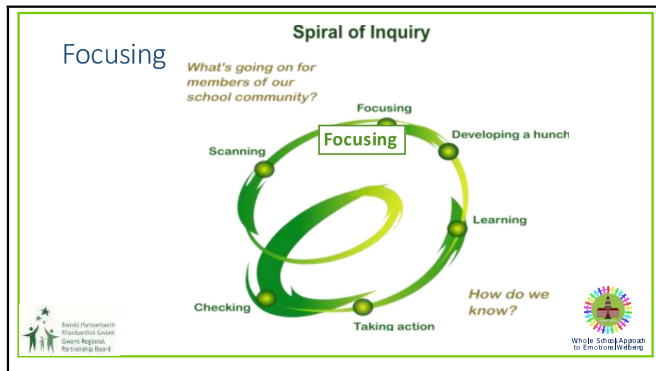 Spiral of Inquiry
Focusing
What's going on for
members of our
school community?
Focusing
Focusing
Developing a hunch
Scanning
Learning
How do we
know?
Checking
Taking action
Bwrdd Partneriaeth
Rhanbarthol Gwent
Gwent Regional
Partnership Board
Whole School Approach
to Emotional Wellbeing